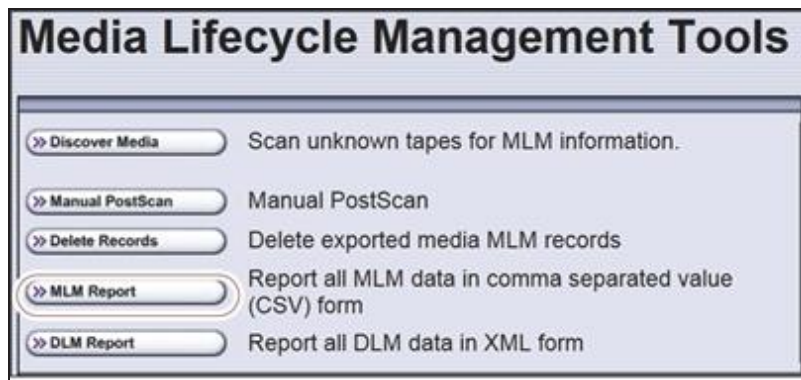 Media Lifecycle Management Tools
>> Discover Media Scan unknown tapes for MLM information.
>> Manual PostScan Manual PostScan
>> Delete Records Delete exported media MLM records
>> MLM Report Report all MLM data in comma separated value
(CSV) form
>> DLM Report Report all DLM data in XML form